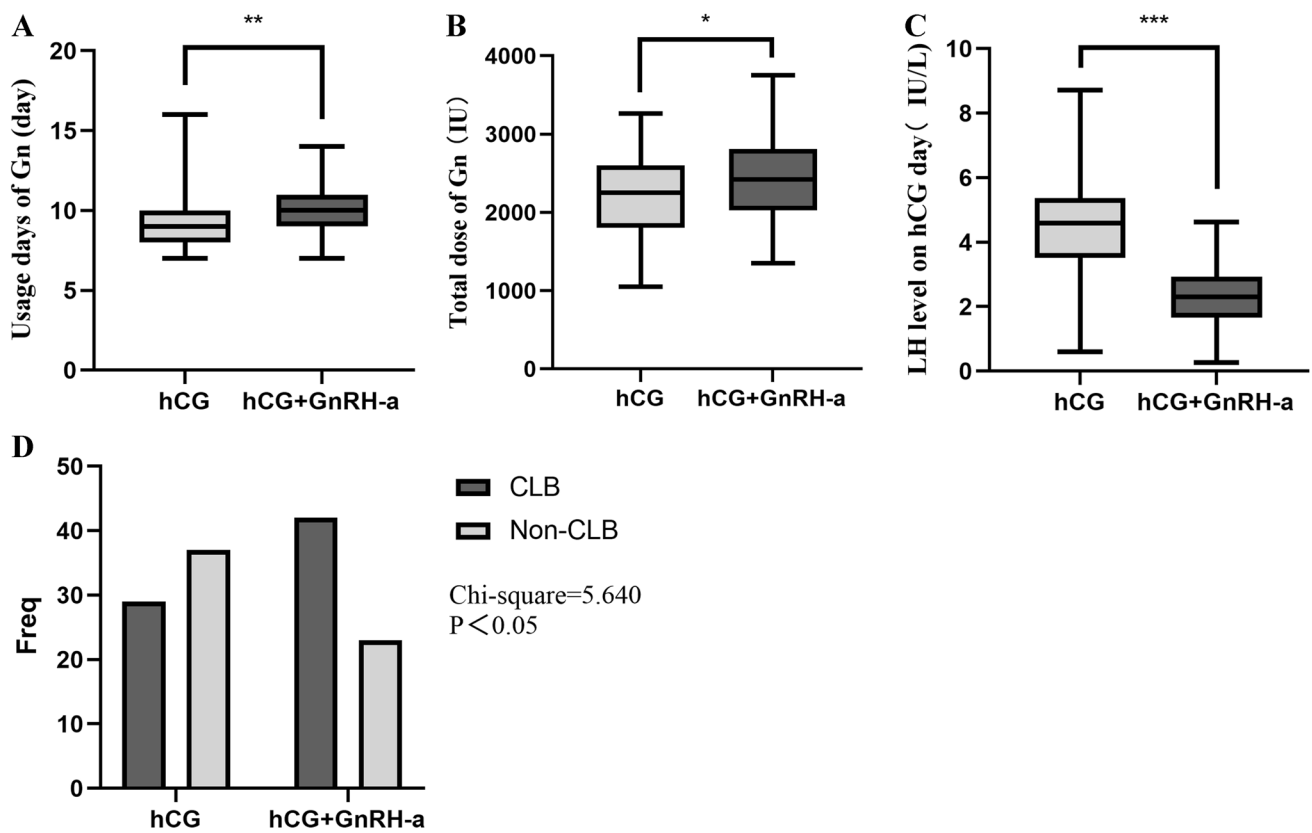 A
**
Usage days of Gn (day)
20
15
10
5
0
hCG
hCG+GnRH-a
B
*
Total dose of Gn（IU）
4000
3000
2000
1000
0
hCG
hCG+GnRH-a
C
***
LH level on hCG day（ IU/L)
10
8
6
4
2
0
hCG
hCG+GnRH-a
D
Freq
50
40
30
20
10
0
hCG
hCG+GnRH-a
CLB
Non-CLB
Chi-square=5.640
P＜0.05